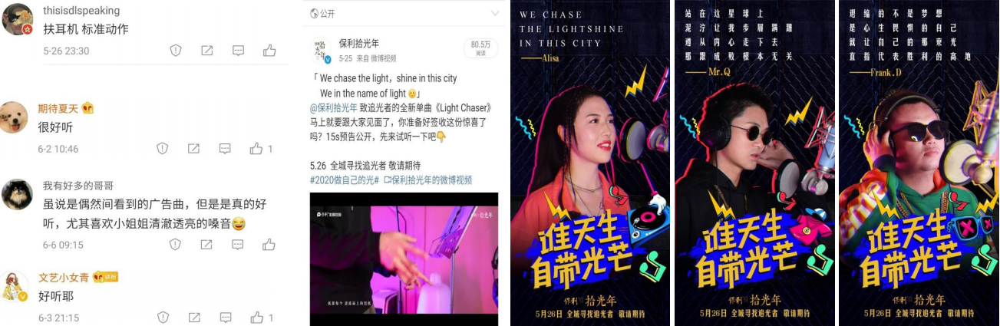 thisisdlspeaking
扶耳机 标准动作
5-26 23:30
期待夏天
很好听
6-2 10:46
1
我有好多的哥哥
虽说是偶然间看到的广告曲，但是是真的好
听，尤其喜欢小姐姐清澈透亮的嗓音😂
6-6 09:15
文艺小女青 铁粉
好听耶
6-3 21:15
1
公开
保利拾光年
5-25 来自 微博视频
80.5万
阅读
「 We chase the light，shine in this city
We in the name of light 」
@保利拾光年 致追光者的全新单曲《Light Chaser》
马上就要跟大家见面了，你准备好签收这份惊喜了
吗？15s预告公开，先来试听一下吧👇
5.26 全城寻找追光者 敬请期待
#2020做自己的光# 保利拾光年的微博视频
拾光年
WE CHASE
THE LIGHTSHINE
IN THIS CITY
——Alisa
谁天生
自带光芒
保利 拾光年
5月26日 全城寻找追光者 敬请期待
站在这星球上
泥泞让我步履蹒跚
遵从内心走下去
那跟成败根本无关
——Mr.Q
谁天生
自带光芒
保利 拾光年
5月26日 全城寻找追光者 敬请期待
退缩的不是梦想
是心生畏惧的自己
就让自己的那束光
直指代表胜利的高地
——Frank.D
谁天生
自带光芒
保利 拾光年
5月26日 全城寻找追光者 敬请期待